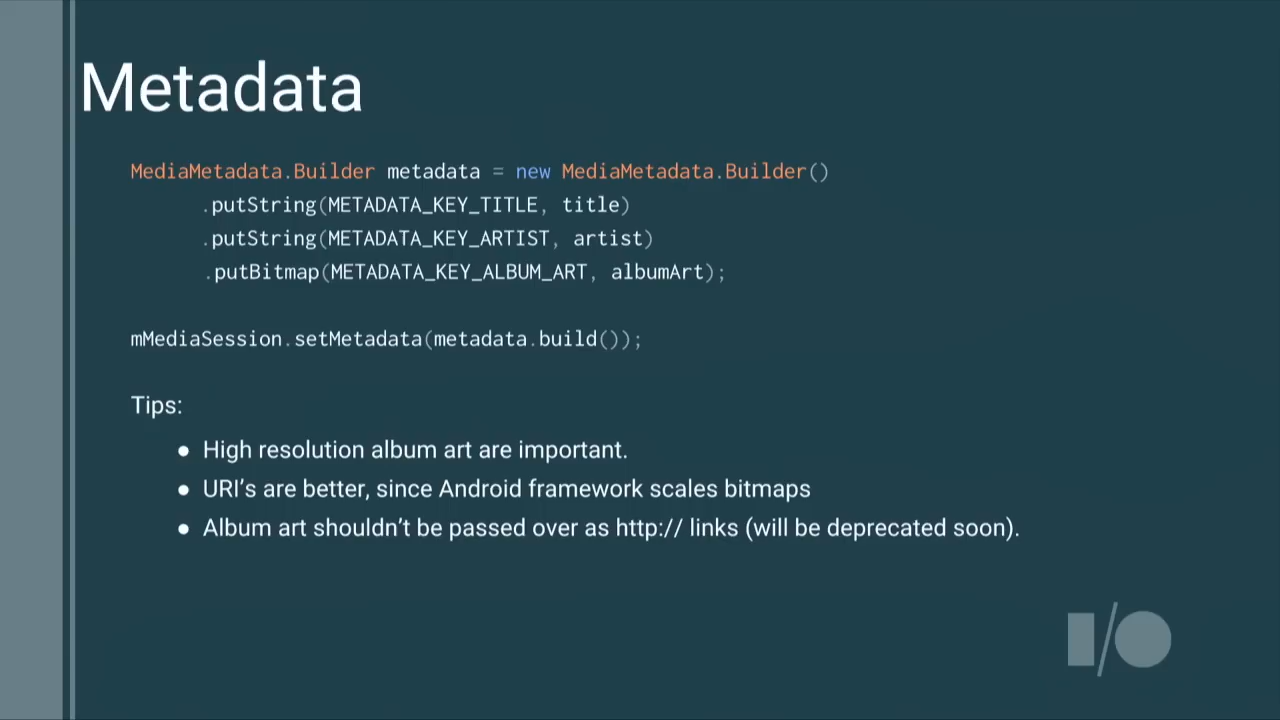 Metadata
MediaMetadata.Builder metadata = new MediaMetadata.Builder()
.putString(METADATA_KEY_TITLE, title)
.putString(METADATA_KEY_ARTIST, artist)
.putBitmap(METADATA_KEY_ALBUM_ART, albumArt);
mMediaSession.setMetadata(metadata.build());
Tips:
● High resolution album art are important.
● URI’s are better, since Android framework scales bitmaps
● Album art shouldn’t be passed over as http:// links (will be deprecated soon).
I/O